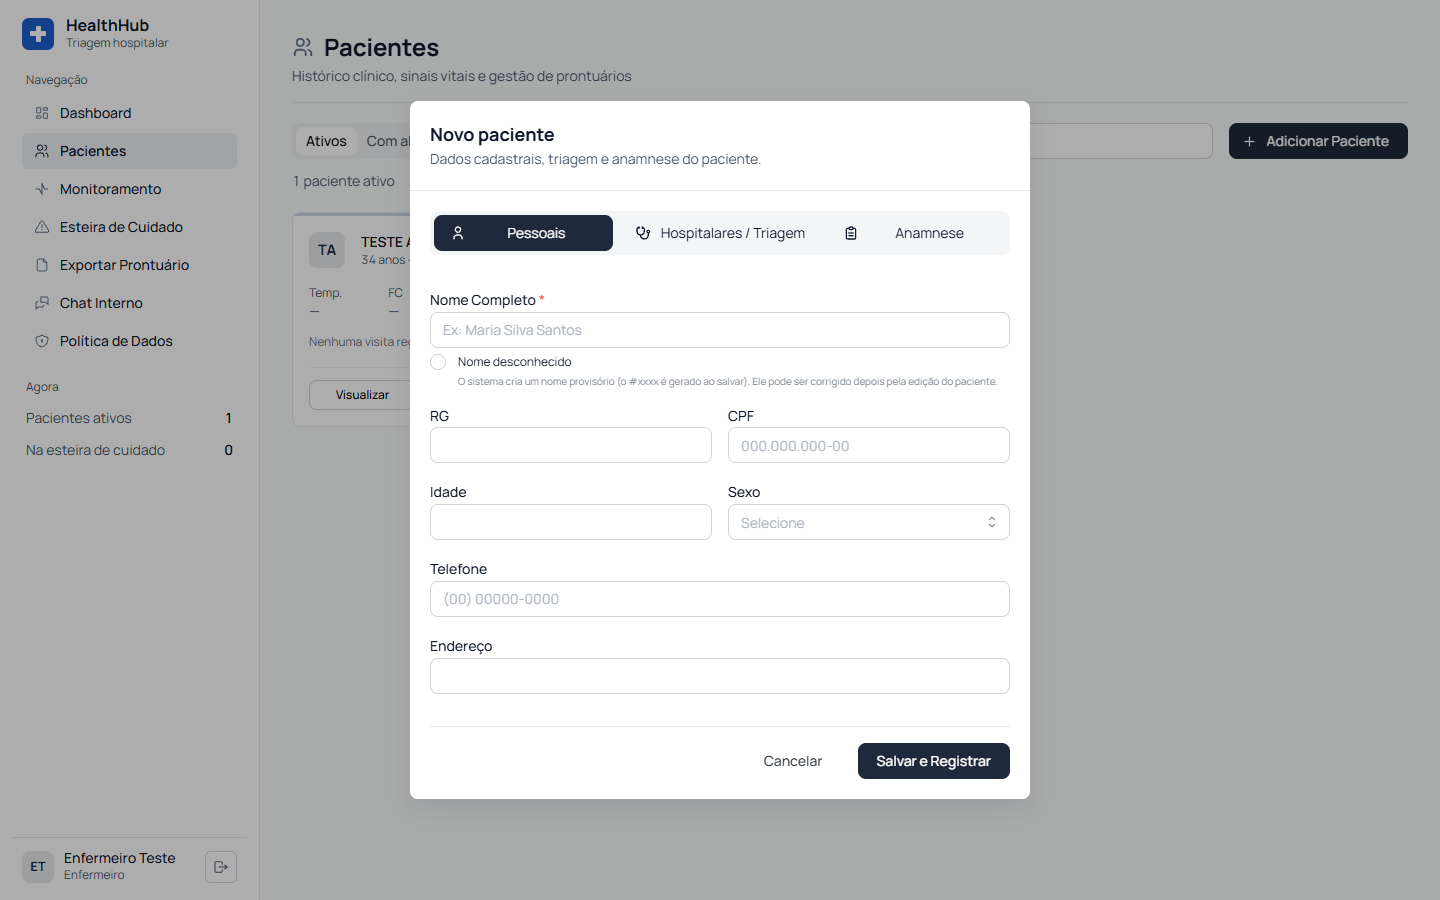 HealthHub
Triagem hospitalar
Navegação
Dashboard
Pacientes
Monitoramento
Esteira de Cuidado
Exportar Prontuário
Chat Interno
Política de Dados
Agora
Pacientes ativos 1
Na esteira de cuidado 0
ET
Enfermeiro Teste
Enfermeiro
Pacientes
Histórico clínico, sinais vitais e gestão de prontuários
Ativos
Adicionar Paciente
1 paciente ativo
TA
TESTE
34 anos
Temp. FC
— —
Nenhuma visita
Visualizar
Novo paciente
Dados cadastrais, triagem e anamnese do paciente.
Pessoais Hospitalares / Triagem Anamnese
Nome Completo *
Ex: Maria Silva Santos
Nome desconhecido
O sistema cria um nome provisório (o #xxxx é gerado ao salvar). Ele pode ser corrigido depois pela edição do paciente.
RG CPF
000.000.000-00
Idade Sexo
Selecione
Telefone
(00) 00000-0000
Endereço
Cancelar Salvar e Registrar